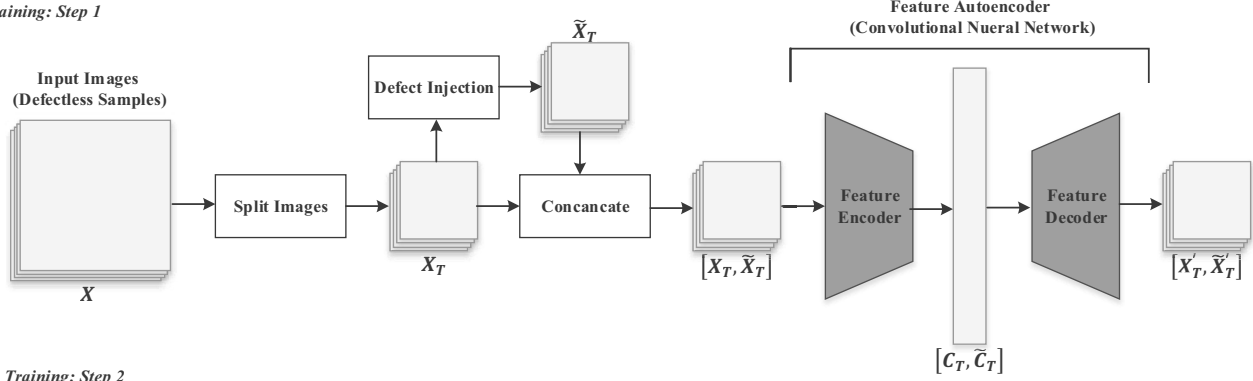 aining: Step 1
Feature Autoencoder
(Convolutional Nueral Network)
Input Images
(Defectless Samples)
X̃_T
Defect Injection
Split Images
Concancate
Feature
Encoder
Feature
Decoder
X
X_T
[X_T, X̃_T]
[X'_T, X̃'_T]
[C_T, C̃_T]
Training: Step 2